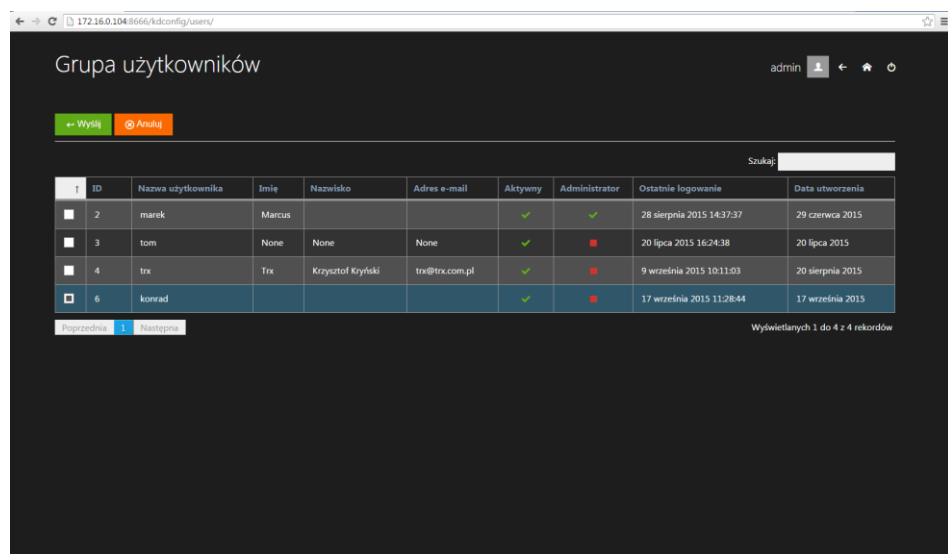 172.16.0.104:8666/kdconfig/users/
Grupa użytkowników
admin
Wyślij Anuluj
Szukaj:
ID Nazwa użytkownika Imię Nazwisko Adres e-mail Aktywny Administrator Ostatnie logowanie Data utworzenia
2 marek Marcus 28 sierpnia 2015 14:37:37 29 czerwca 2015
3 tom None None None 20 lipca 2015 16:24:38 20 lipca 2015
4 trx Trx Krzysztof Kryński trx@trx.com.pl 9 września 2015 10:11:03 20 sierpnia 2015
6 konrad 17 września 2015 11:28:44 17 września 2015
Poprzednia 1 Następna
Wyświetlanych 1 do 4 z 4 rekordów